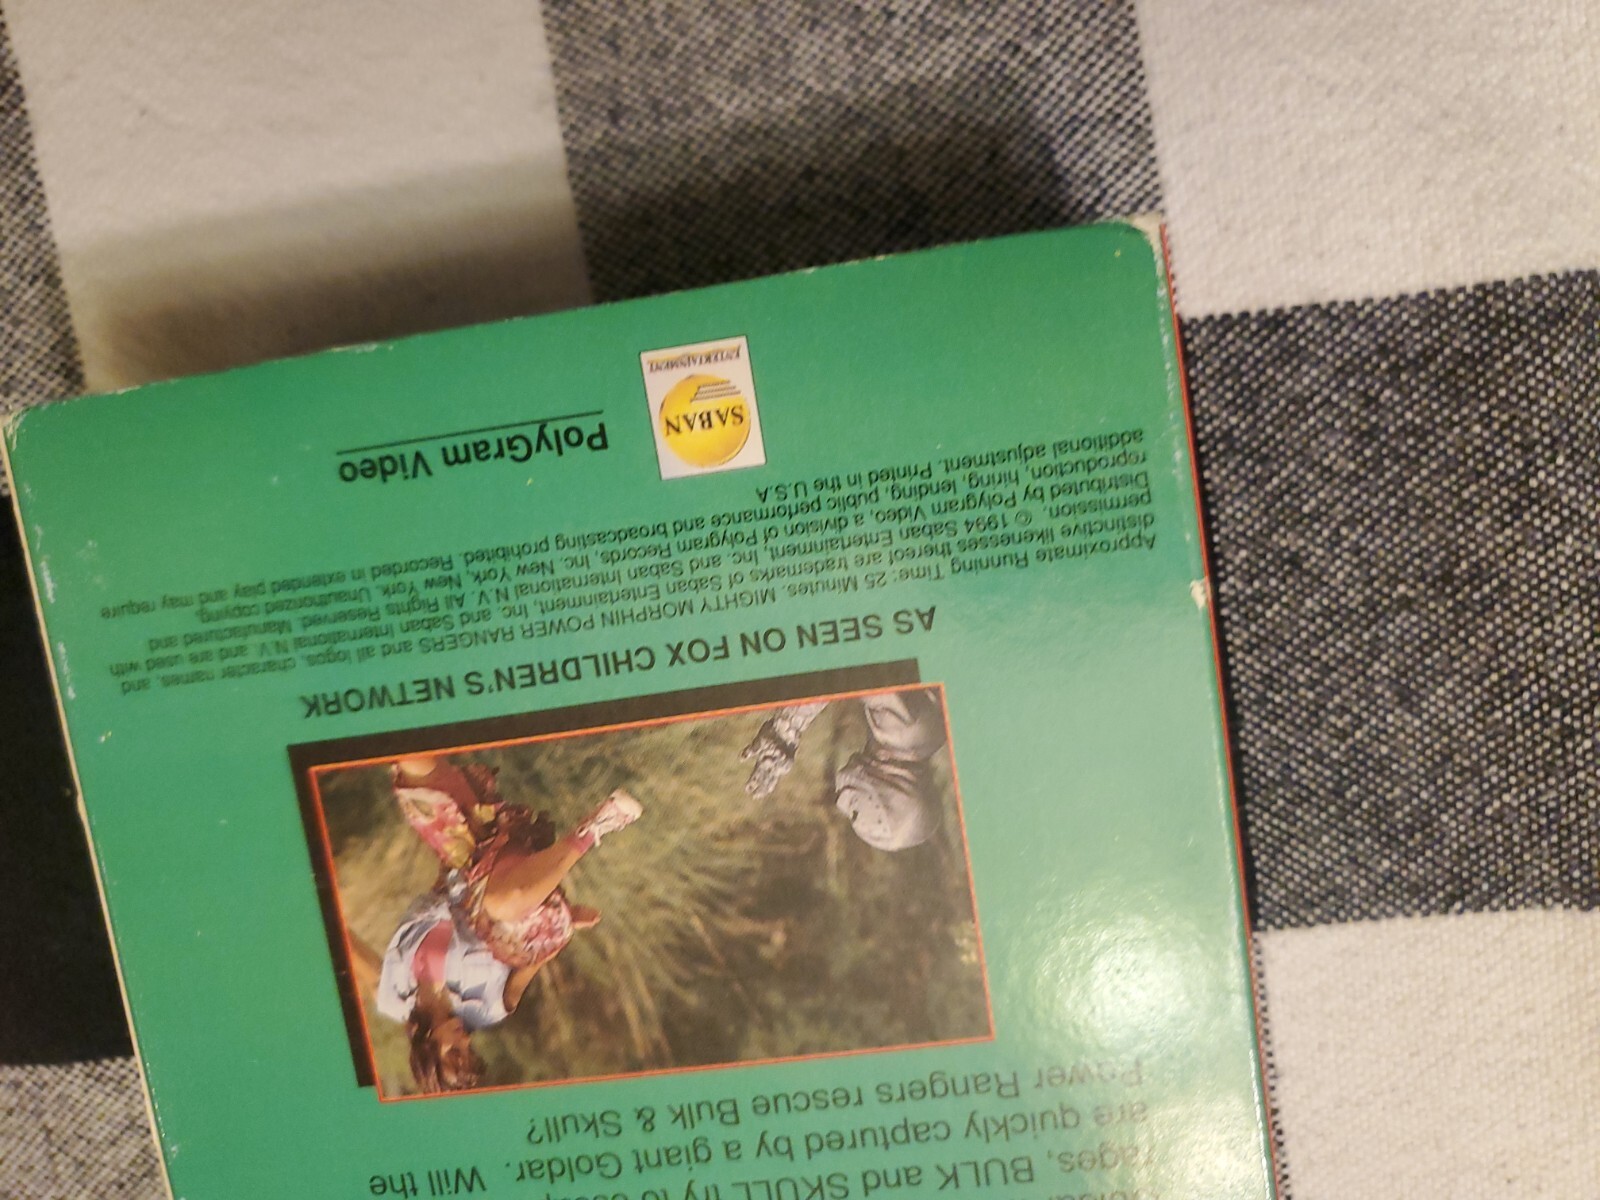 ages, BULK and SKULL try to
are quickly captured by a giant Goldar. Will the
Power Rangers rescue Bulk & Skull?
AS SEEN ON FOX CHILDREN'S NETWORK
Approximate Running Time: 25 Minutes. MIGHTY MORPHIN POWER RANGERS and all logos, character names, and
distinctive likenesses thereof are trademarks of Saban Entertainment, Inc. and Saban International N.V. and are used with
permission. © 1994 Saban Entertainment, Inc. and Saban International N.V. All Rights Reserved. Manufactured and
Distributed by Polygram Video, a division of Polygram Records, Inc. New York, New York. Unauthorized copying,
reproduction, hiring, lending, public performance and broadcasting prohibited. Recorded in extended play and may require
additional adjustment. Printed in the U.S.A
SABAN
ENTERTAINMENT
PolyGram Video